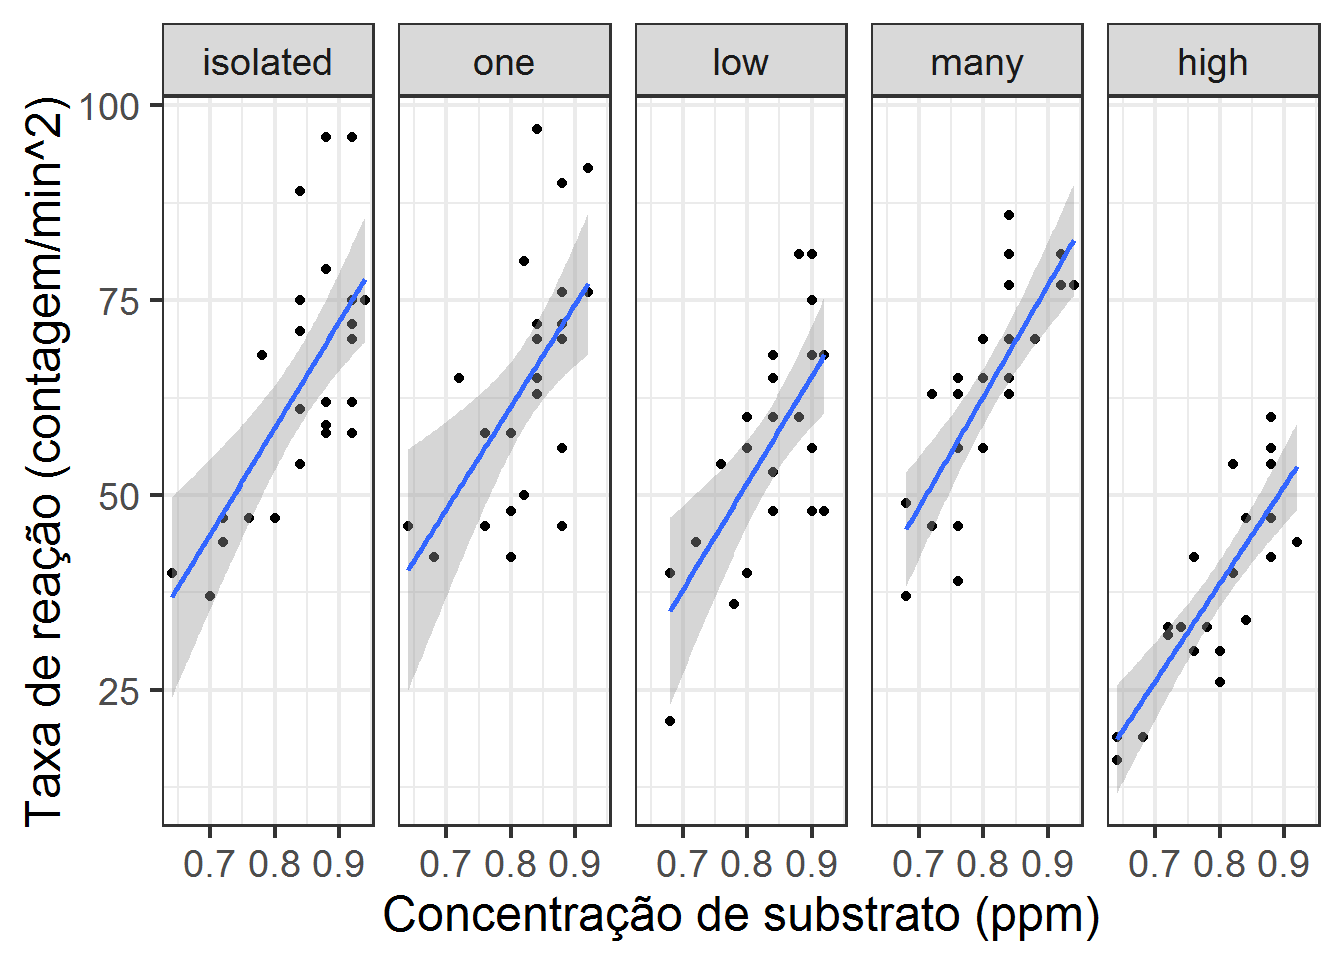 isolated one low many high
Taxa de reação (contagem/min^2)
100
75
50
25
0.7 0.8 0.9 0.7 0.8 0.9 0.7 0.8 0.9 0.7 0.8 0.9 0.7 0.8 0.9
Concentração de substrato (ppm)